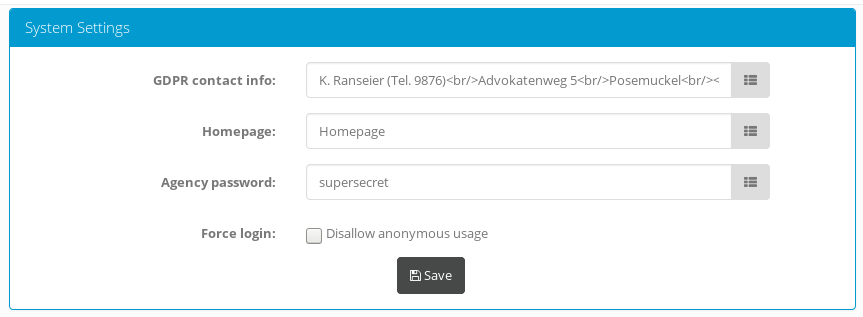 System Settings
GDPR contact info: K. Ranseier (Tel. 9876)<br/>Advokatenweg 5<br/>Posemuckel<br/><
Homepage: Homepage
Agency password: supersecret
Force login: Disallow anonymous usage
Save